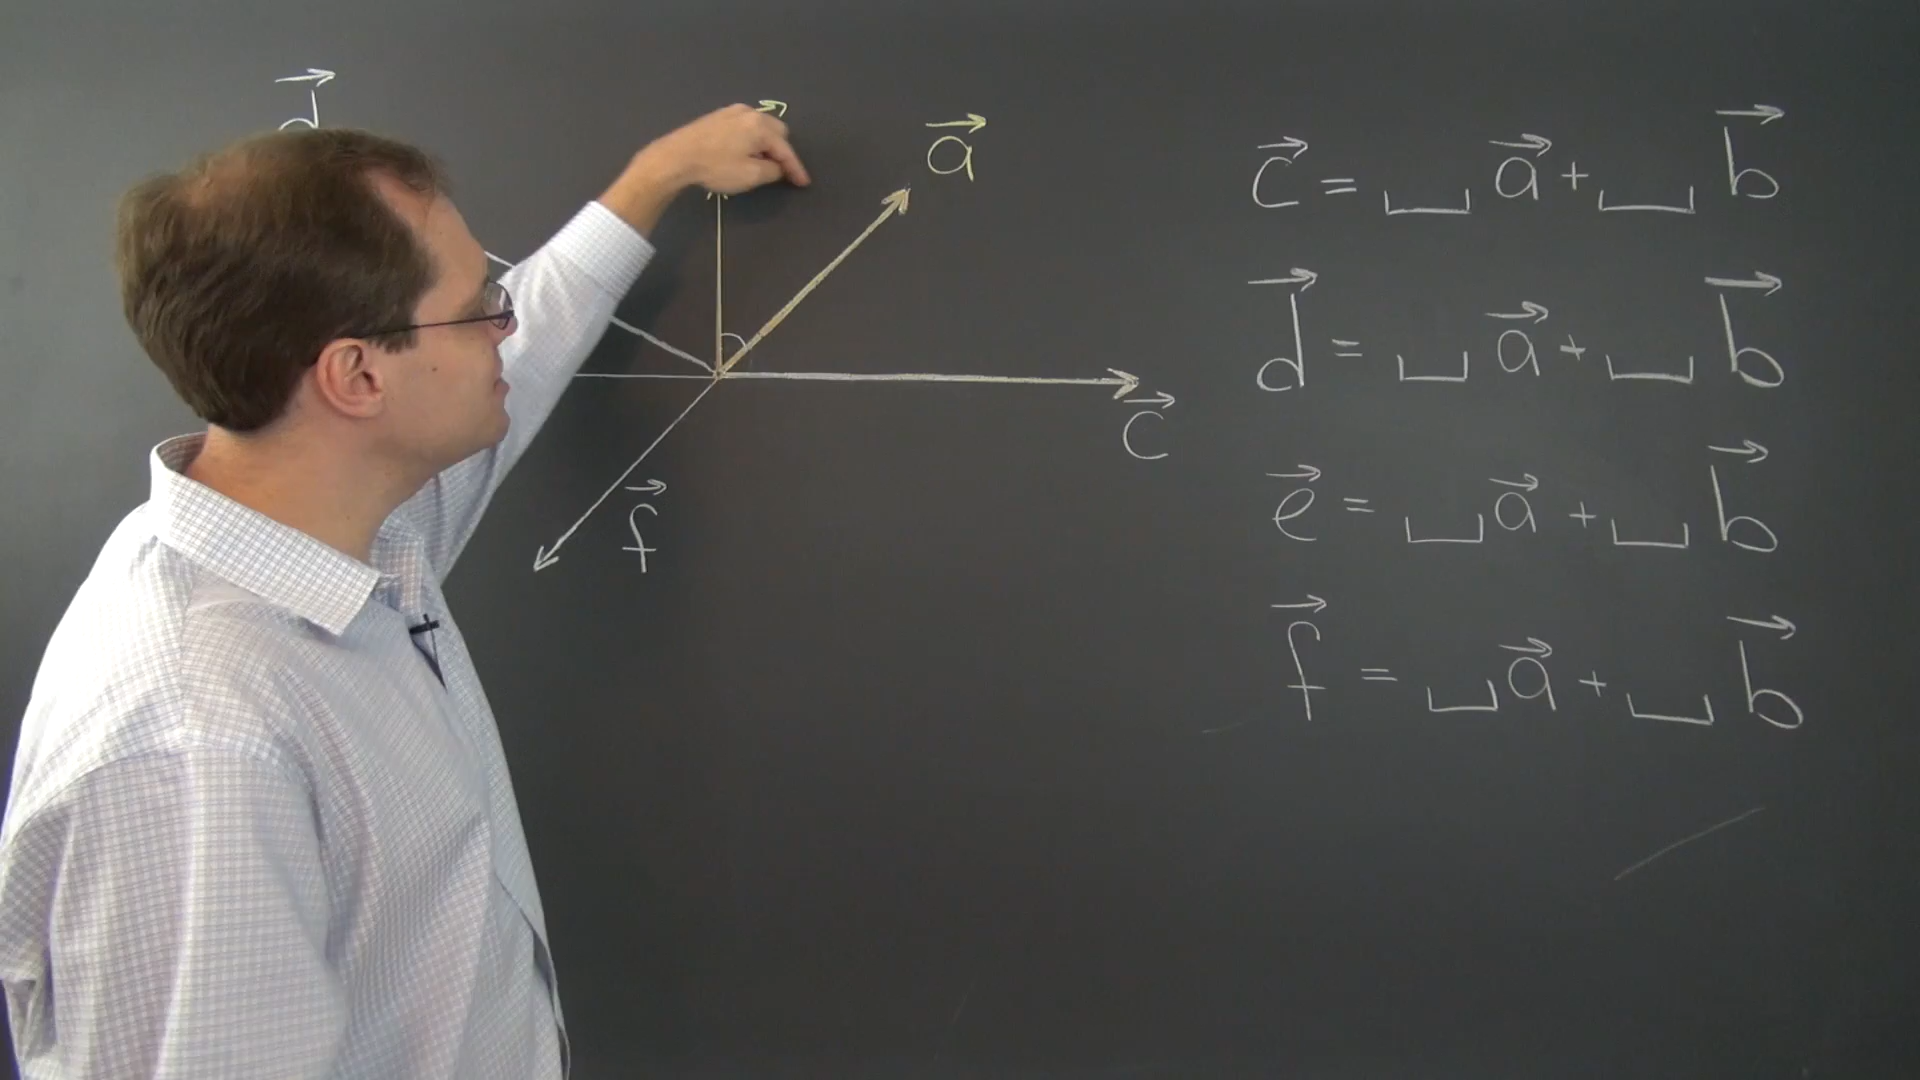 d⃗
a⃗
c⃗
f⃗
c⃗ = ⎵ a⃗ + ⎵ b⃗
d⃗ = ⎵ a⃗ + ⎵ b⃗
e⃗ = ⎵ a⃗ + ⎵ b⃗
f⃗ = ⎵ a⃗ + ⎵ b⃗